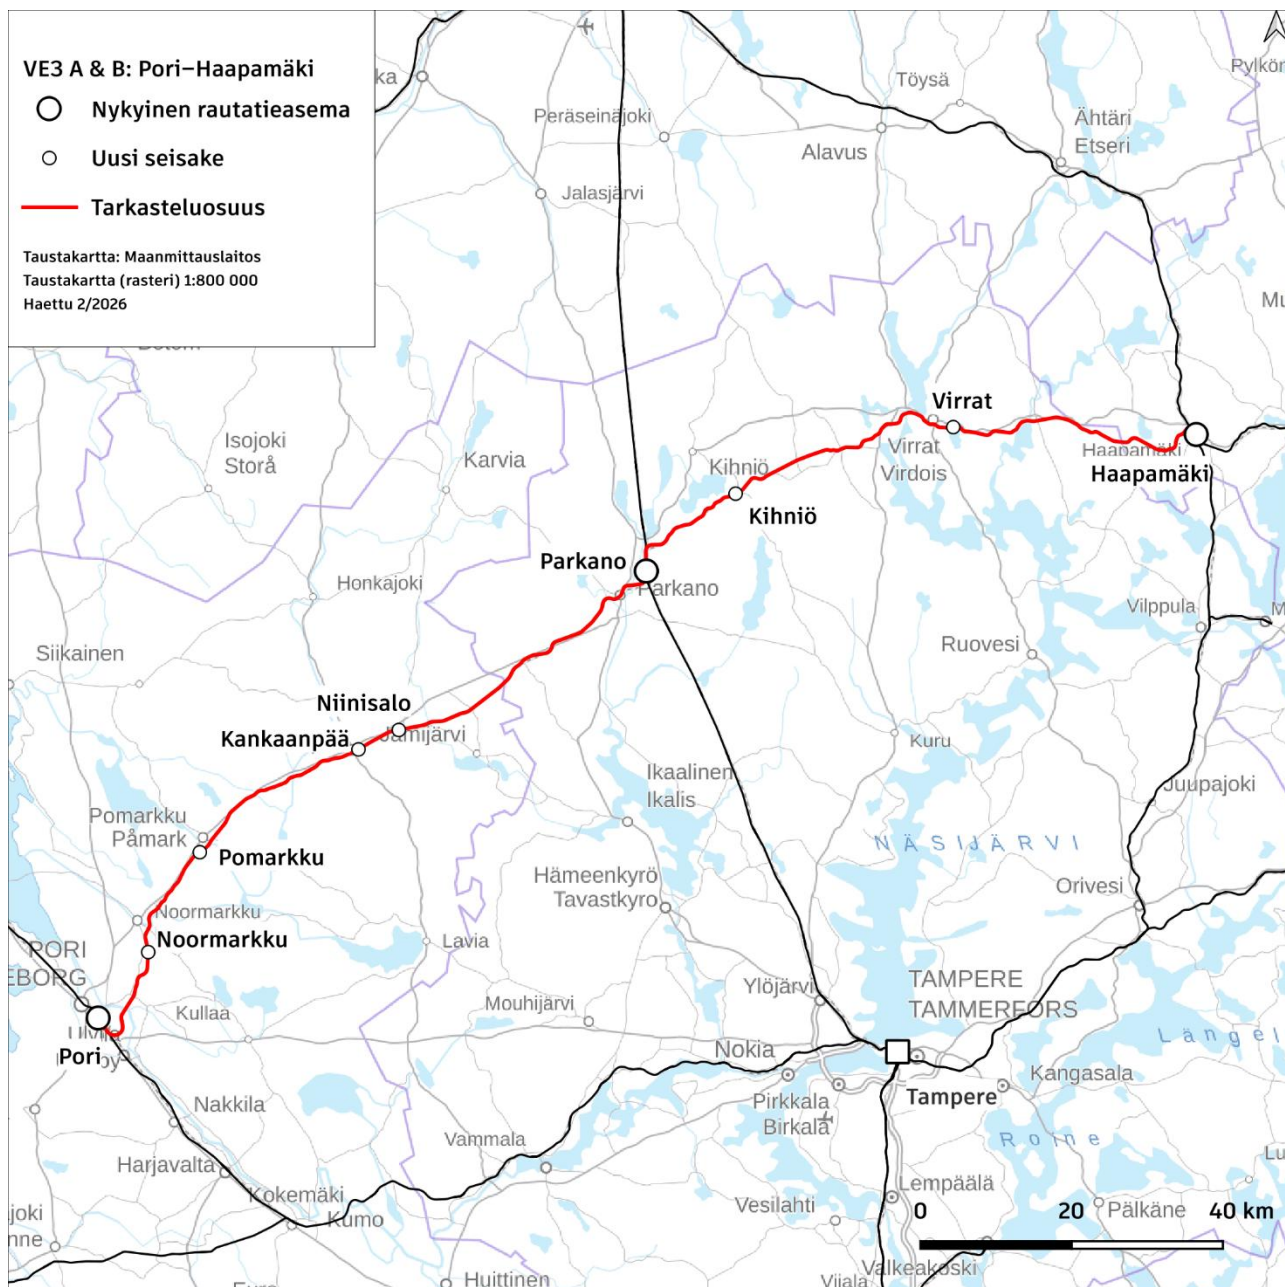 VE3 A & B: Pori–Haapamäki
Nykyinen rautatieasema
Uusi seisake
Tarkasteluosuus
Taustakartta: Maanmittauslaitos
Taustakartta (rasteri) 1:800 000
Haettu 2/2026
Töysä
Peräseinäjoki
Ähtäri
Etseri
Alavus
Jalasjärvi
Virrat
Isojoki
Storå
Karvia
Kihniö
Virrat
Virdois
Haapamäki
Haapamäki
Kihniö
Parkano
Parkano
Honkajoki
Vilppula
Siikainen
Ruovesi
Niinisalo
Kankaanpää
Jämijärvi
Kuru
Ikaalinen
Ikalis
Juupajoki
Pomarkku
Påmark
Pomarkku
NÄSIJÄRVI
Hämeenkyrö
Tavastkyro
Orivesi
Noormarkku
Noormarkku
Lavia
PORI
Ylöjärvi
TAMPERE
TAMMERFORS
Kullaa
Mouhijärvi
Pori
Nokia
Kangasala
Tampere
Nakkila
Pirkkala
Birkala
Vammala
Roine
Harjavalta
Kokemäki
Kumo
Lempäälä
Vesilahti
0 20 40 km
Pälkäne
Valkeakoski
Huittinen